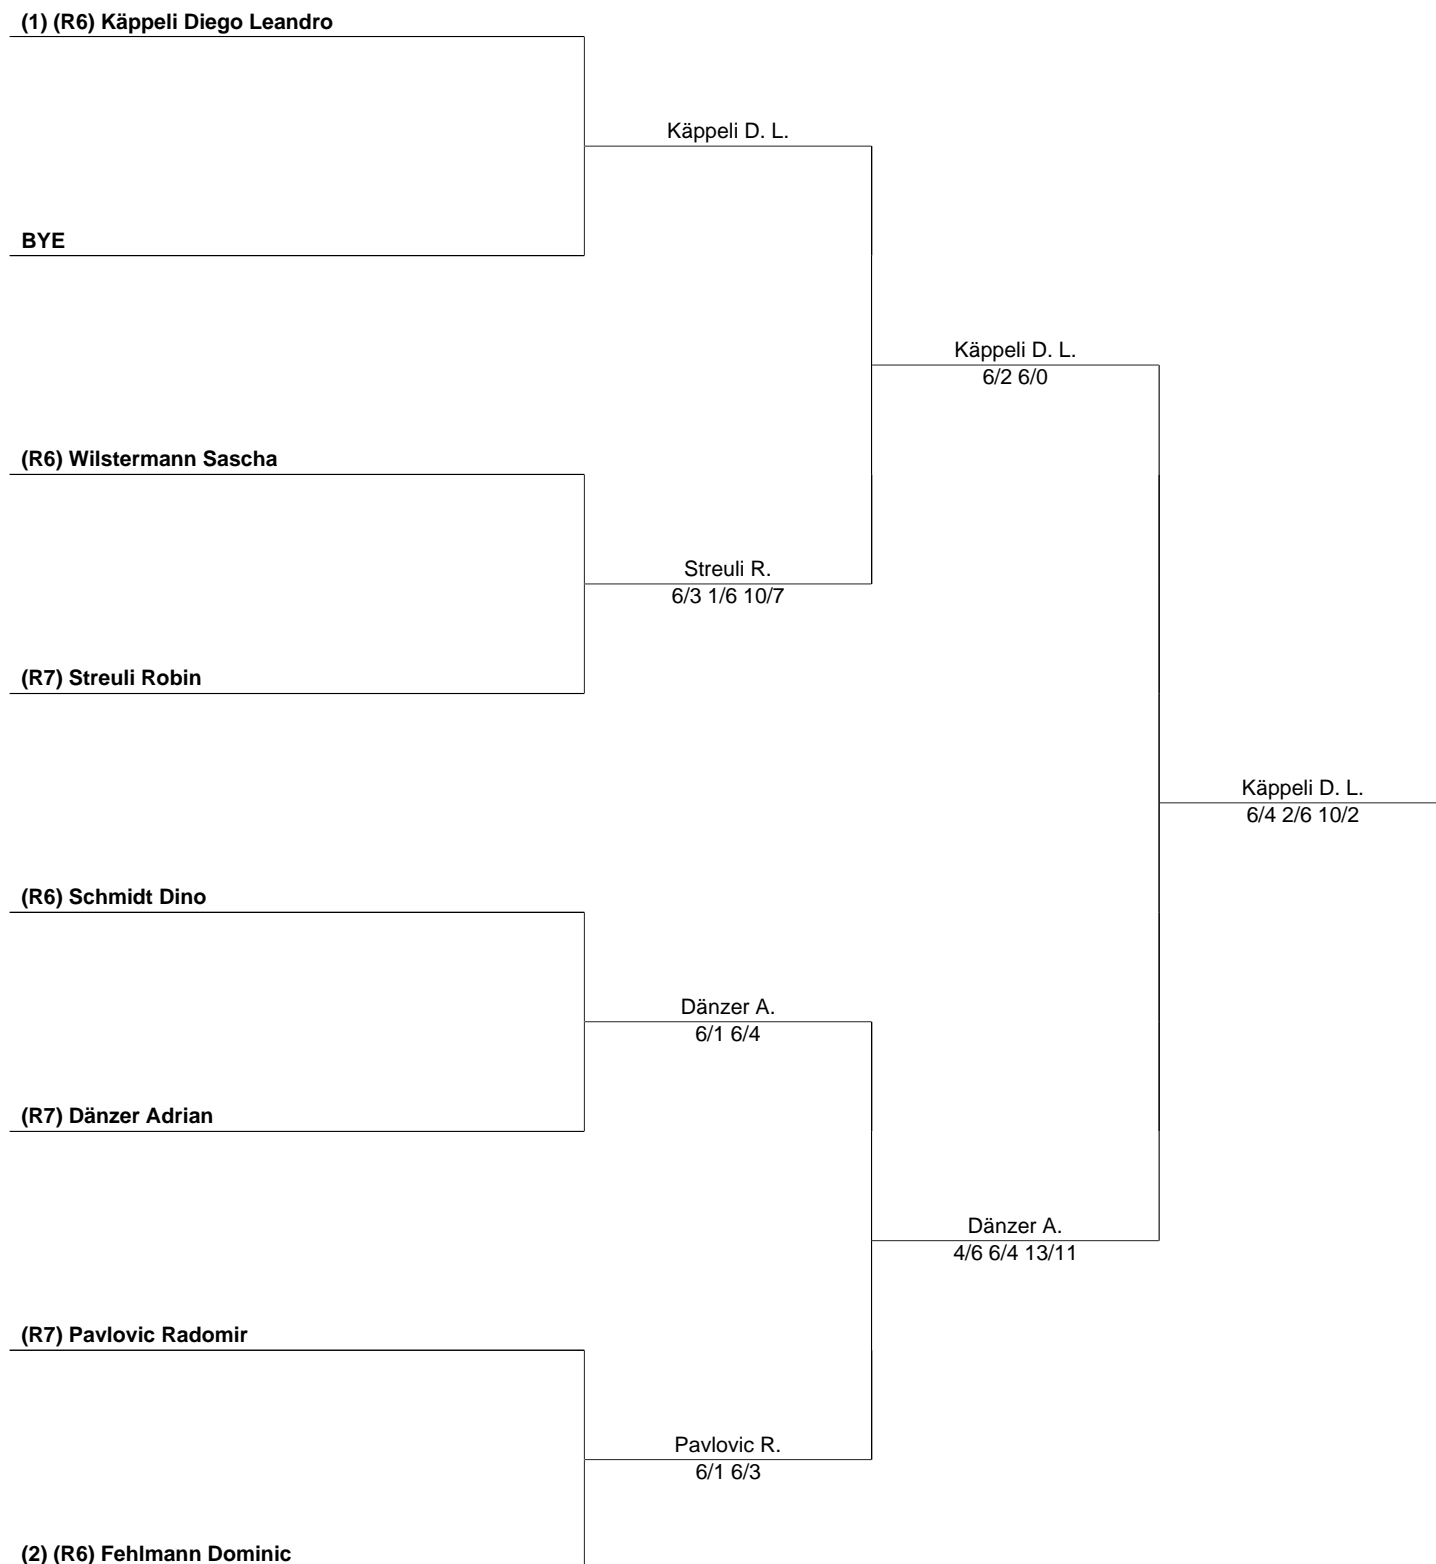 (1) (R6) Käppeli Diego Leandro
Käppeli D. L.
BYE
Käppeli D. L.
6/2 6/0
(R6) Wilstermann Sascha
Streuli R.
6/3 1/6 10/7
(R7) Streuli Robin
Käppeli D. L.
6/4 2/6 10/2
(R6) Schmidt Dino
Dänzer A.
6/1 6/4
(R7) Dänzer Adrian
Dänzer A.
4/6 6/4 13/11
(R7) Pavlovic Radomir
Pavlovic R.
6/1 6/3
(2) (R6) Fehlmann Dominic